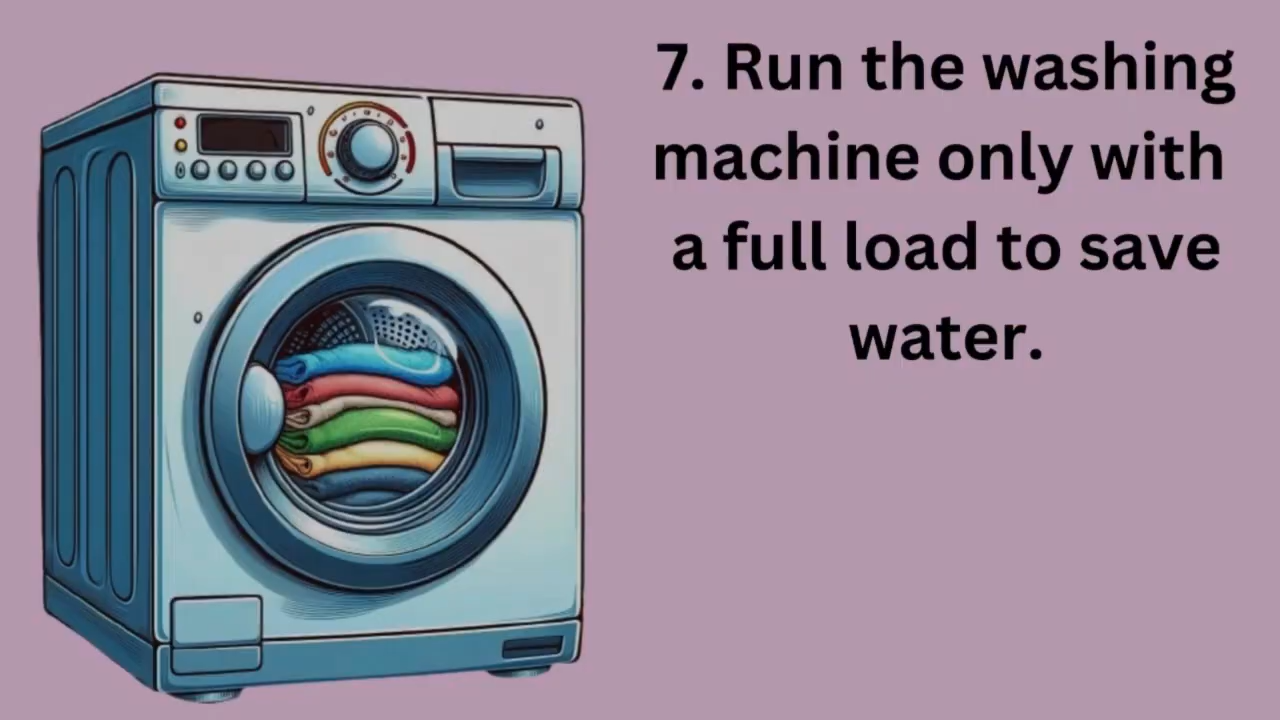 7. Run the washing
machine only with
a full load to save
water.